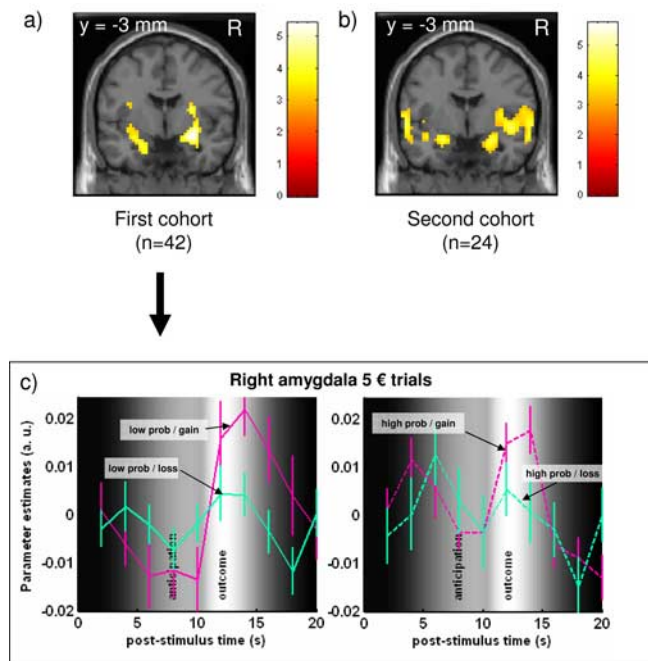 a)
y = -3 mm
R
5
4
3
2
1
0
First cohort
(n=42)
b)
y = -3 mm
R
5
4
3
2
1
0
Second cohort
(n=24)
c)
Right amygdala 5 € trials
Parameter estimates (a. u.)
0.02
0.01
0
-0.01
-0.02
low prob / gain
low prob / loss
anticipation
outcome
0
5
10
15
20
post-stimulus time (s)
0.02
0.01
0
-0.01
-0.02
high prob / gain
high prob / loss
anticipation
outcome
0
5
10
15
20
post-stimulus time (s)